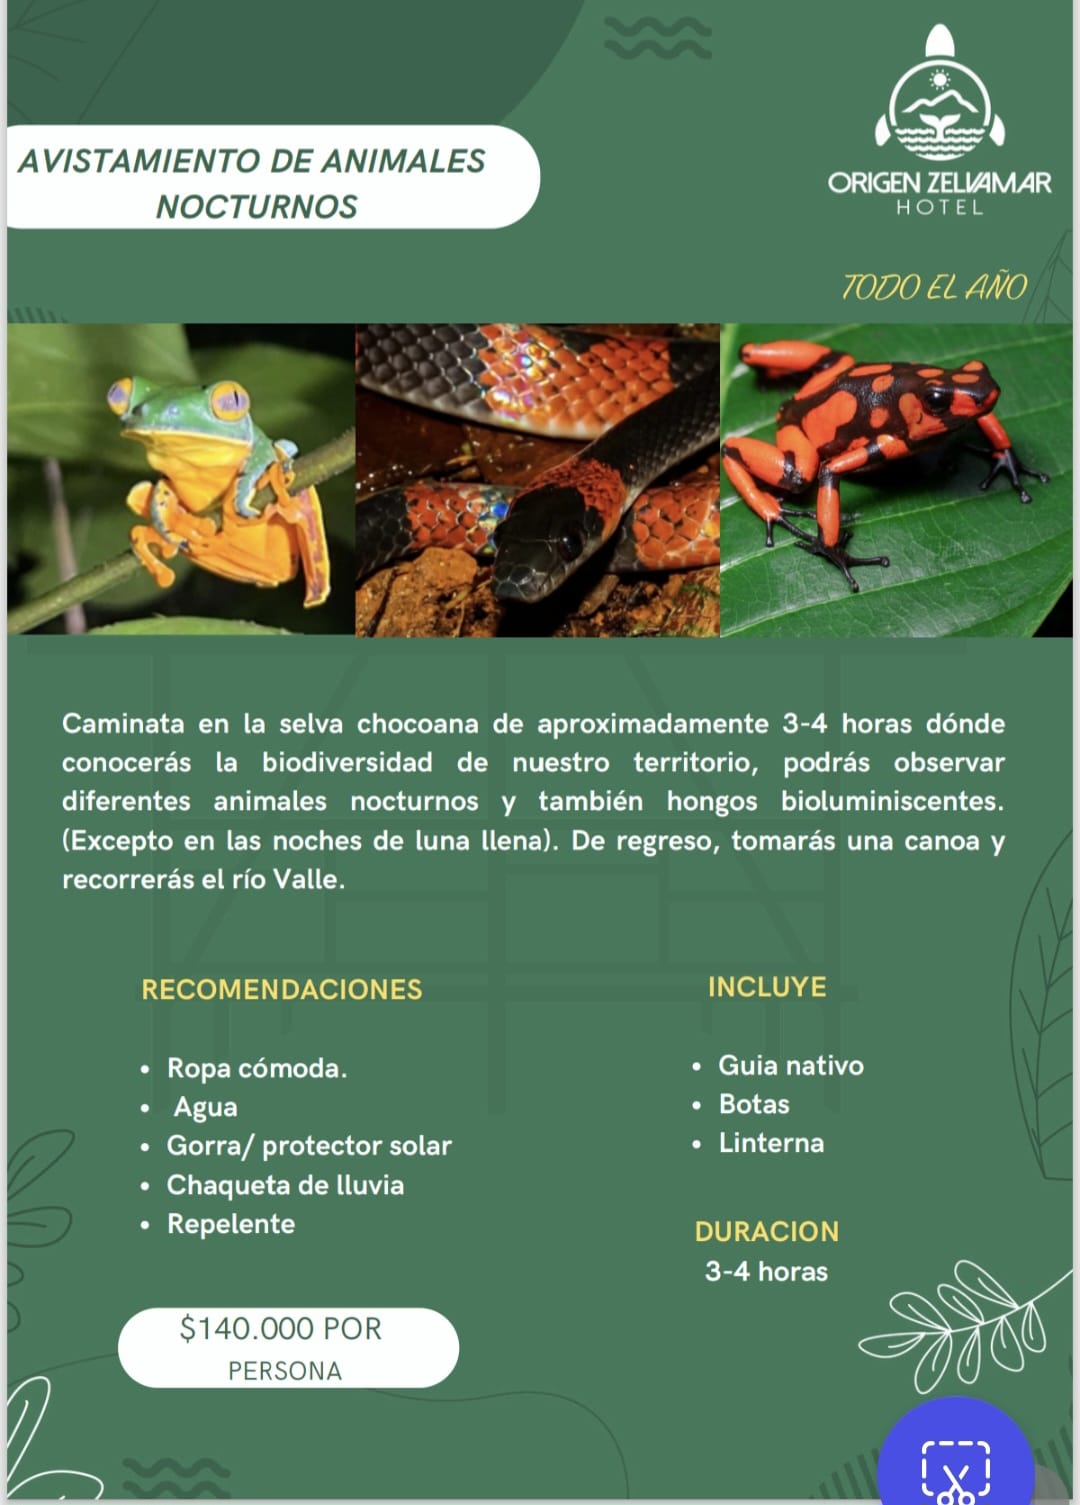 AVISTAMIENTO DE ANIMALES
NOCTURNOS
ORIGEN ZELVAMAR
HOTEL
TODO EL AÑO
Caminata en la selva chocoana de aproximadamente 3-4 horas dónde
conocerás la biodiversidad de nuestro territorio, podrás observar
diferentes animales nocturnos y también hongos bioluminiscentes.
(Excepto en las noches de luna llena). De regreso, tomarás una canoa y
recorrerás el río Valle.
RECOMENDACIONES
• Ropa cómoda.
• Agua
• Gorra/ protector solar
• Chaqueta de lluvia
• Repelente
INCLUYE
• Guia nativo
• Botas
• Linterna
DURACION
3-4 horas
$140.000 POR
PERSONA